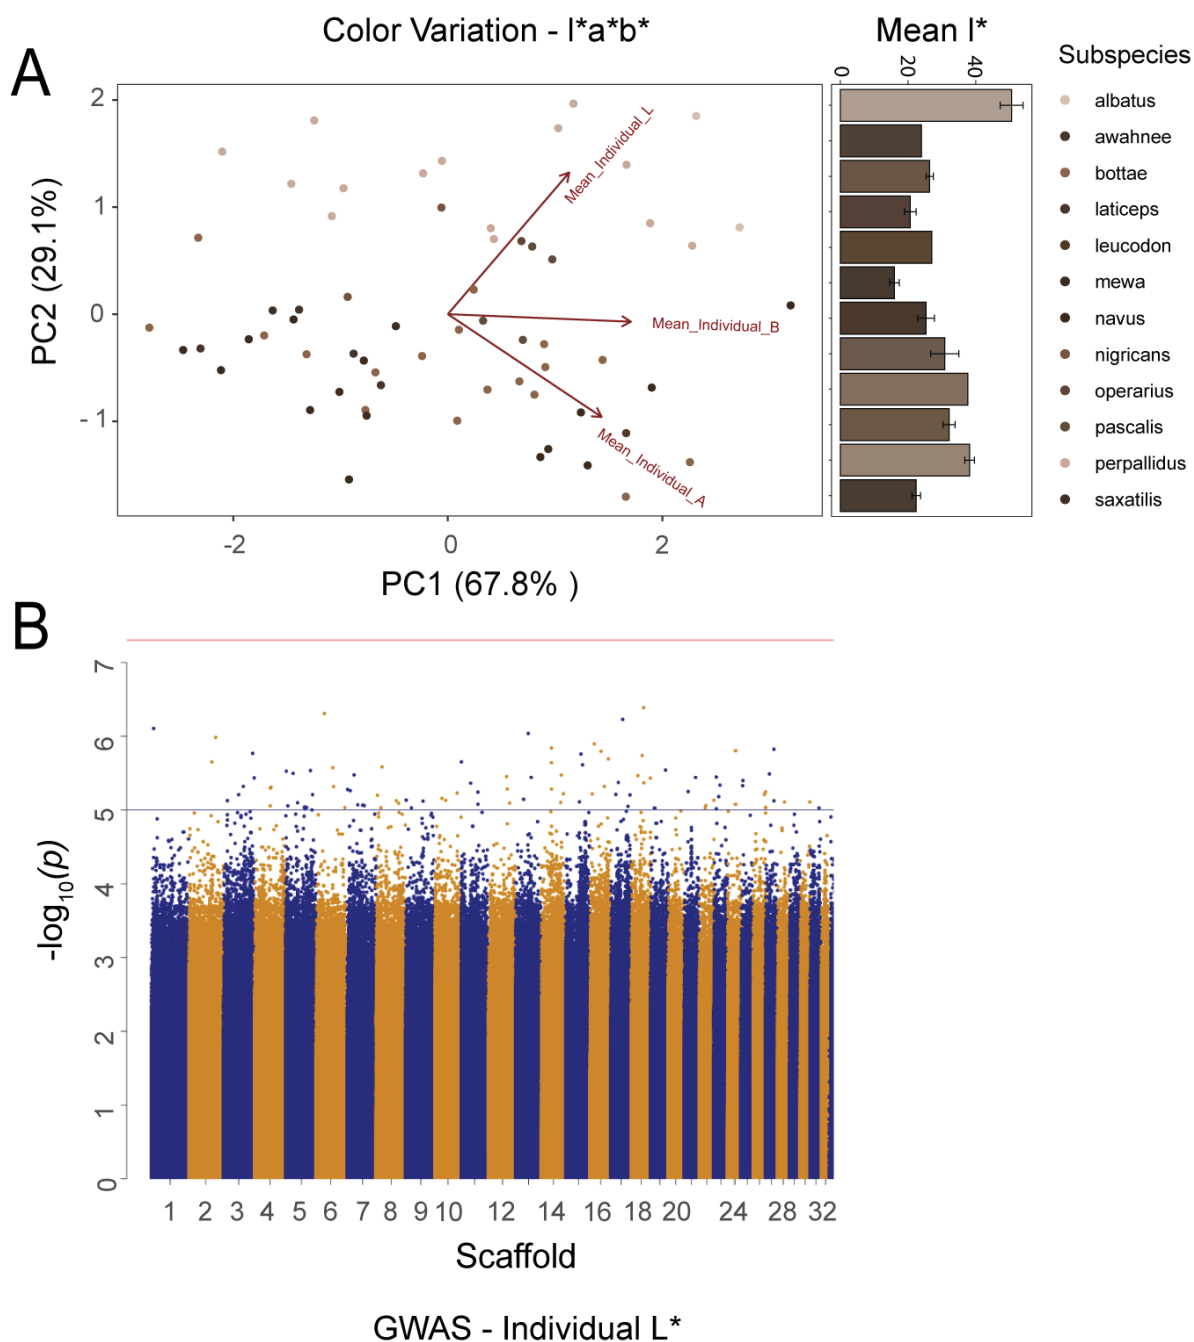 Color Variation - l*a*b*
Mean l*
A
0 20 40
Subspecies
albatus
awahnee
bottae
laticeps
leucodon
mewa
navus
nigricans
operarius
pascalis
perpallidus
saxatilis
2
1
0
-1
PC2 (29.1%)
Mean_Individual_L
Mean_Individual_B
Mean_Individual_A
-2 0 2
PC1 (67.8% )
B
7
6
5
4
3
2
1
0
-log10(p)
1 2 3 4 5 6 7 8 9 10 12 14 16 18 20 24 28 32
Scaffold
GWAS - Individual L*